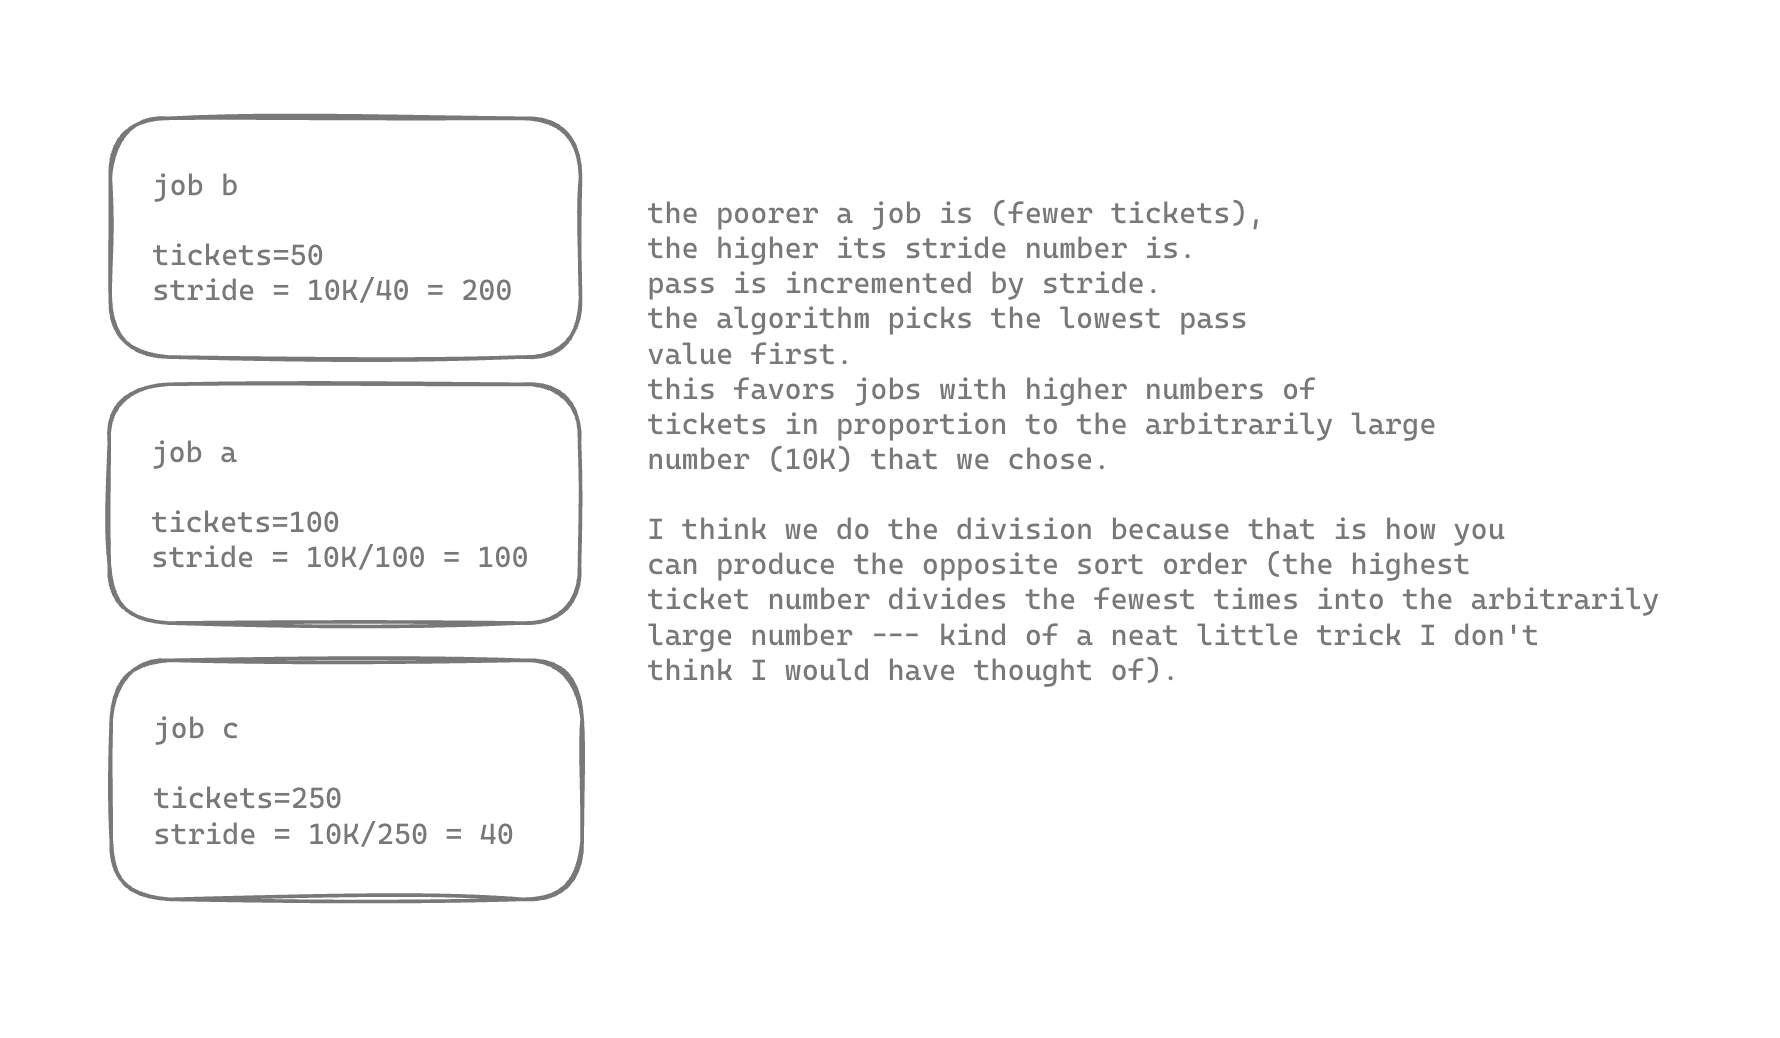 job b
tickets=50
stride = 10K/40 = 200
job a
tickets=100
stride = 10K/100 = 100
job c
tickets=250
stride = 10K/250 = 40
the poorer a job is (fewer tickets),
the higher its stride number is.
pass is incremented by stride.
the algorithm picks the lowest pass
value first.
this favors jobs with higher numbers of
tickets in proportion to the arbitrarily large
number (10K) that we chose.
I think we do the division because that is how you
can produce the opposite sort order (the highest
ticket number divides the fewest times into the arbitrarily
large number --- kind of a neat little trick I don't
think I would have thought of).